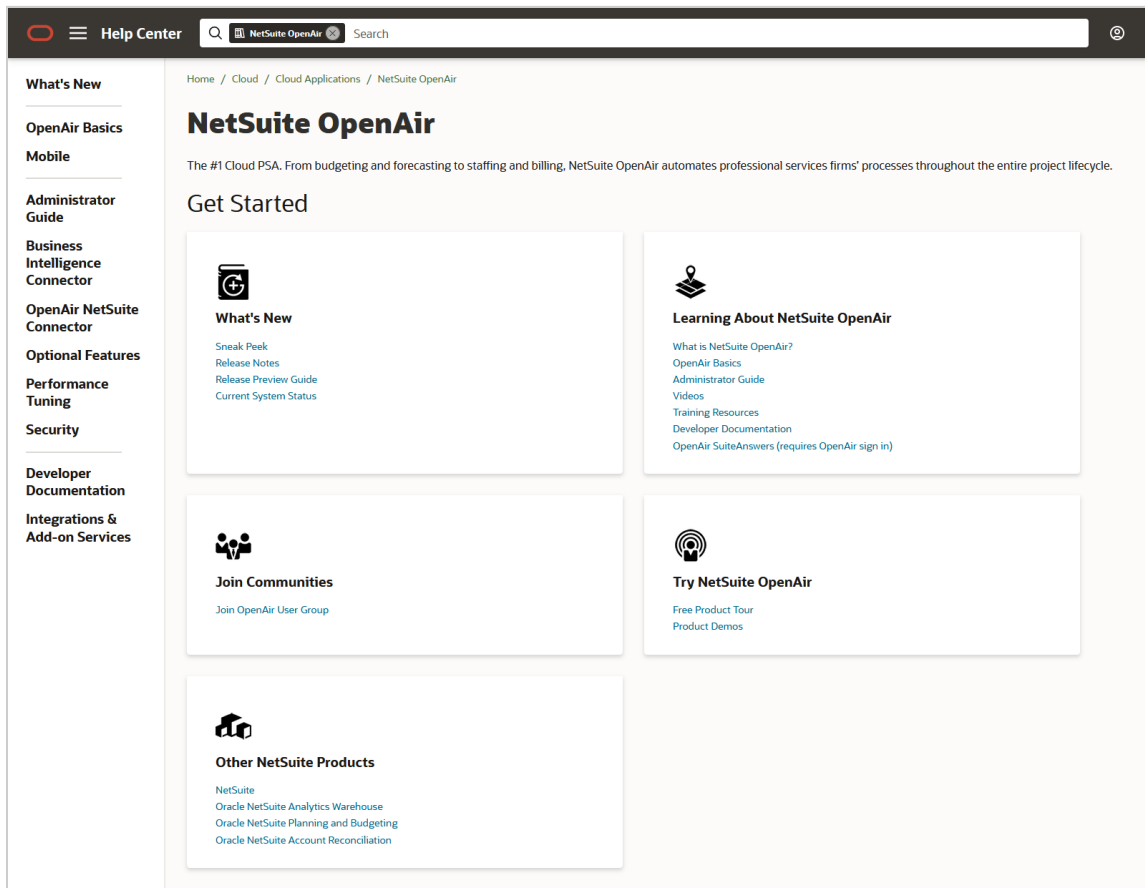 Help Center
NetSuite OpenAir
Search
What's New
OpenAir Basics
Mobile
Administrator
Guide
Business
Intelligence
Connector
OpenAir NetSuite
Connector
Optional Features
Performance
Tuning
Security
Developer
Documentation
Integrations &
Add-on Services
Home / Cloud / Cloud Applications / NetSuite OpenAir
NetSuite OpenAir
The #1 Cloud PSA. From budgeting and forecasting to staffing and billing, NetSuite OpenAir automates professional services firms' processes throughout the entire project lifecycle.
Get Started
What's New
Sneak Peek
Release Notes
Release Preview Guide
Current System Status
Learning About NetSuite OpenAir
What is NetSuite OpenAir?
OpenAir Basics
Administrator Guide
Videos
Training Resources
Developer Documentation
OpenAir SuiteAnswers (requires OpenAir sign in)
Join Communities
Join OpenAir User Group
Try NetSuite OpenAir
Free Product Tour
Product Demos
Other NetSuite Products
NetSuite
Oracle NetSuite Analytics Warehouse
Oracle NetSuite Planning and Budgeting
Oracle NetSuite Account Reconciliation